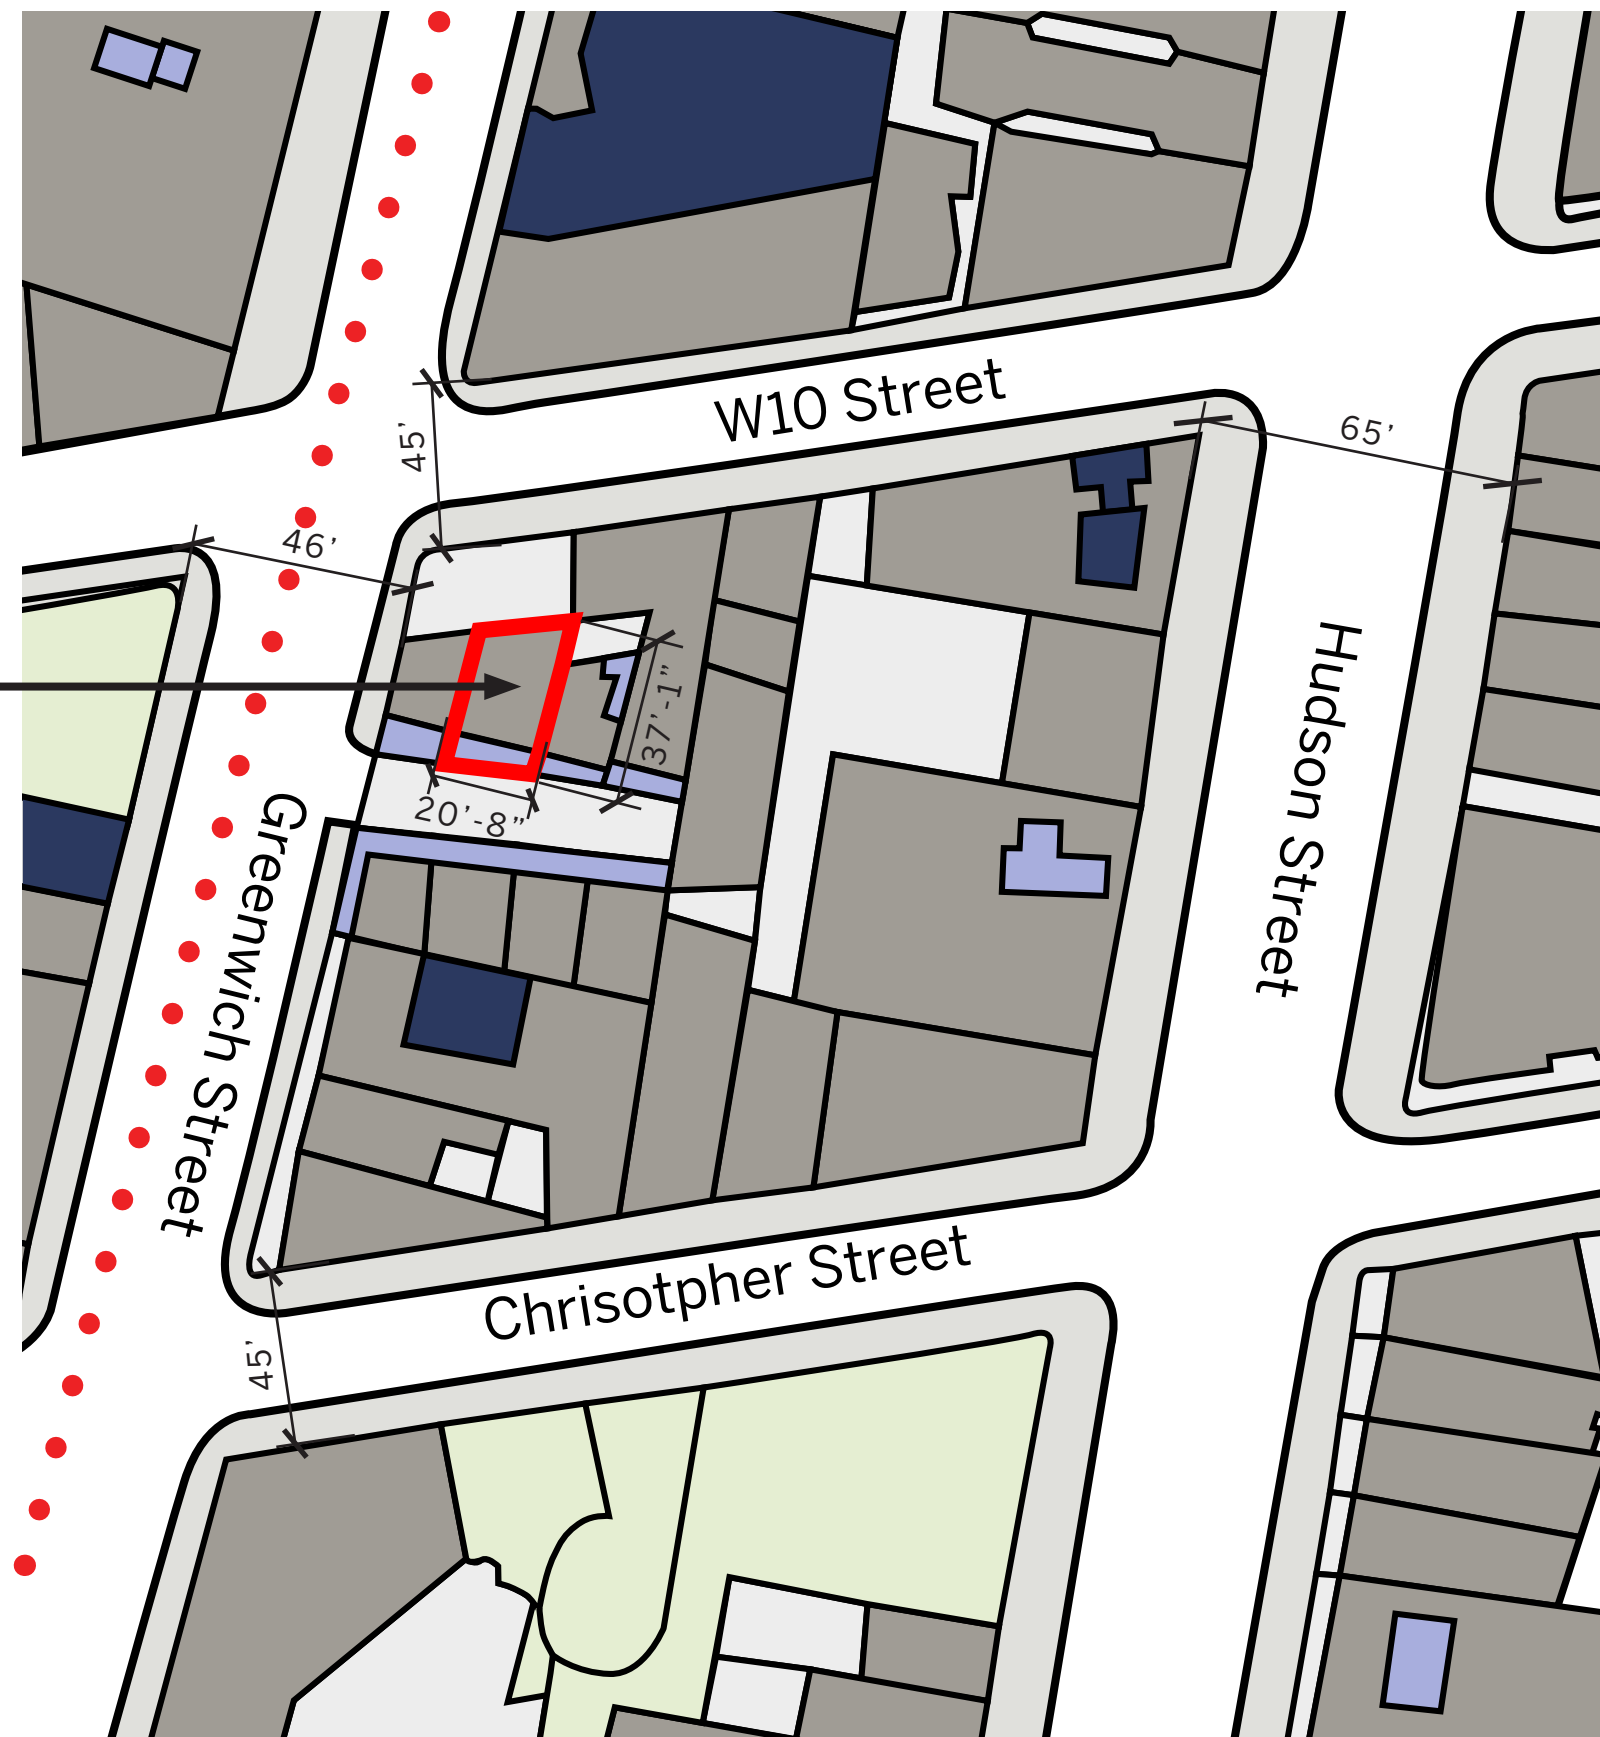 W10 Street
45’
65’
46’
37’-1”
20’-8”
Hudson Street
Greenwich Street
Chrisotpher Street
45’